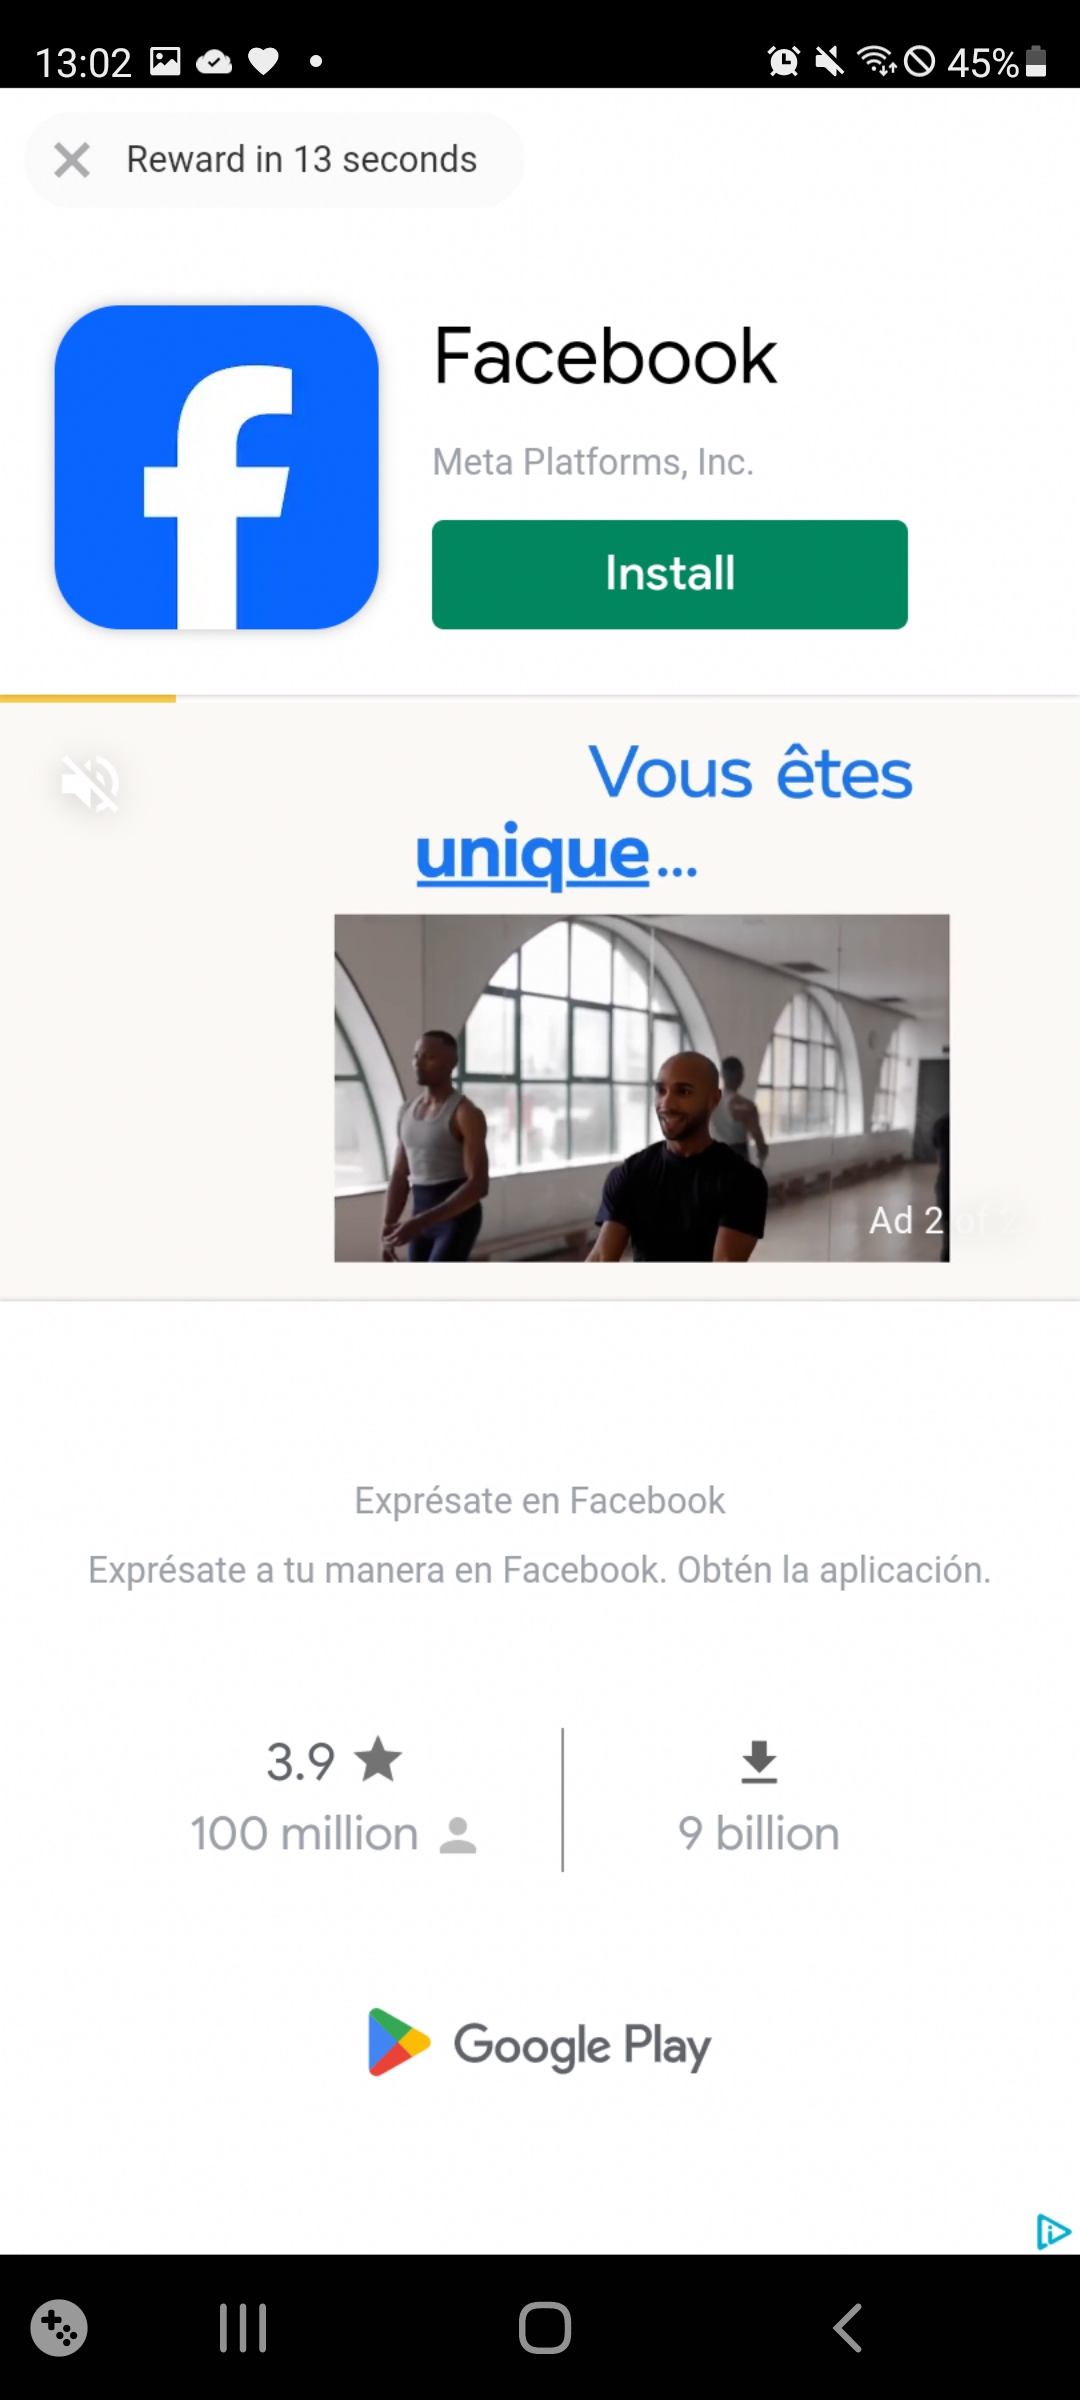 13:02
45%
Reward in 13 seconds
Facebook
Meta Platforms, Inc.
Install
Vous êtes
unique...
Ad 2 of 2
Exprésate en Facebook
Exprésate a tu manera en Facebook. Obtén la aplicación.
3.9
100 million
9 billion
Google Play